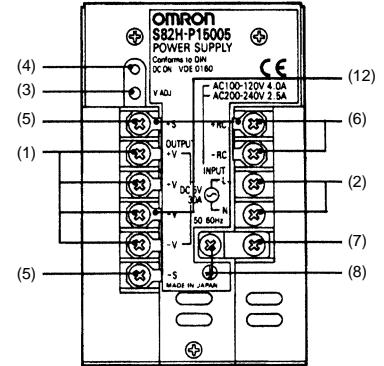 OMRON
S82H-P15005
POWER SUPPLY
Conforms to DIN
DC ON VDE 0160
CE
(4)
(3)
V ADJ
AC100-120V 4.0A
AC200-240V 2.5A
(12)
(5)
+S
+RC
(6)
(1)
OUTPUT
+V
-RC
INPUT
+V
DC 5V
30A
L
(2)
-V
N
50 60Hz
-V
(7)
(5)
-S
(8)
MADE IN JAPAN